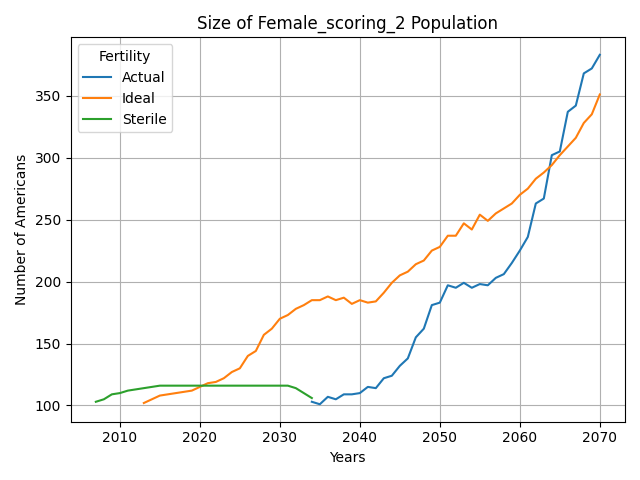 Size of Female_scoring_2 Population
Fertility
Actual
Ideal
Sterile
Number of Americans
350
300
250
200
150
100
2010 2020 2030 2040 2050 2060 2070
Years